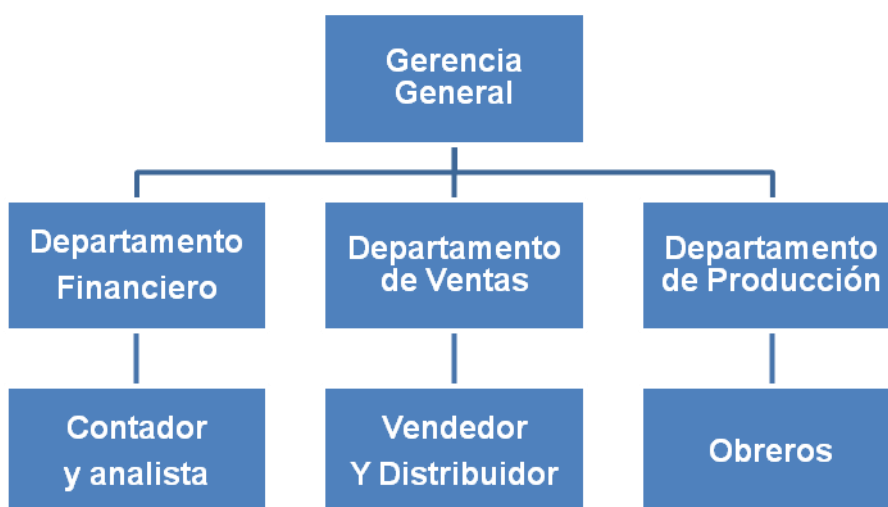 Gerencia
General
Departamento
Financiero
Departamento
de Ventas
Departamento
de Producción
Contador
y analista
Vendedor
Y Distribuidor
Obreros